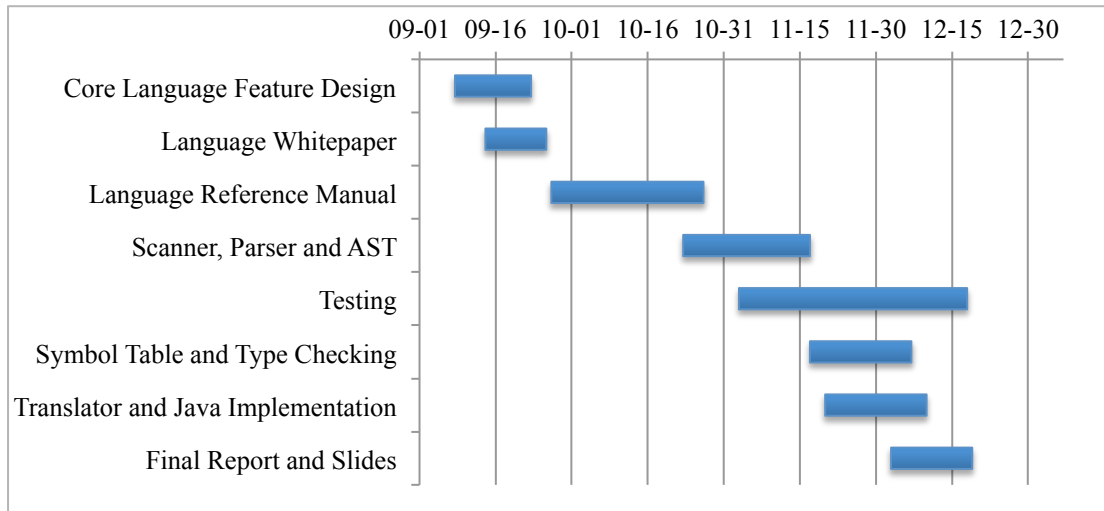 09-01 09-16 10-01 10-16 10-31 11-15 11-30 12-15 12-30
Core Language Feature Design
Language Whitepaper
Language Reference Manual
Scanner, Parser and AST
Testing
Symbol Table and Type Checking
Translator and Java Implementation
Final Report and Slides